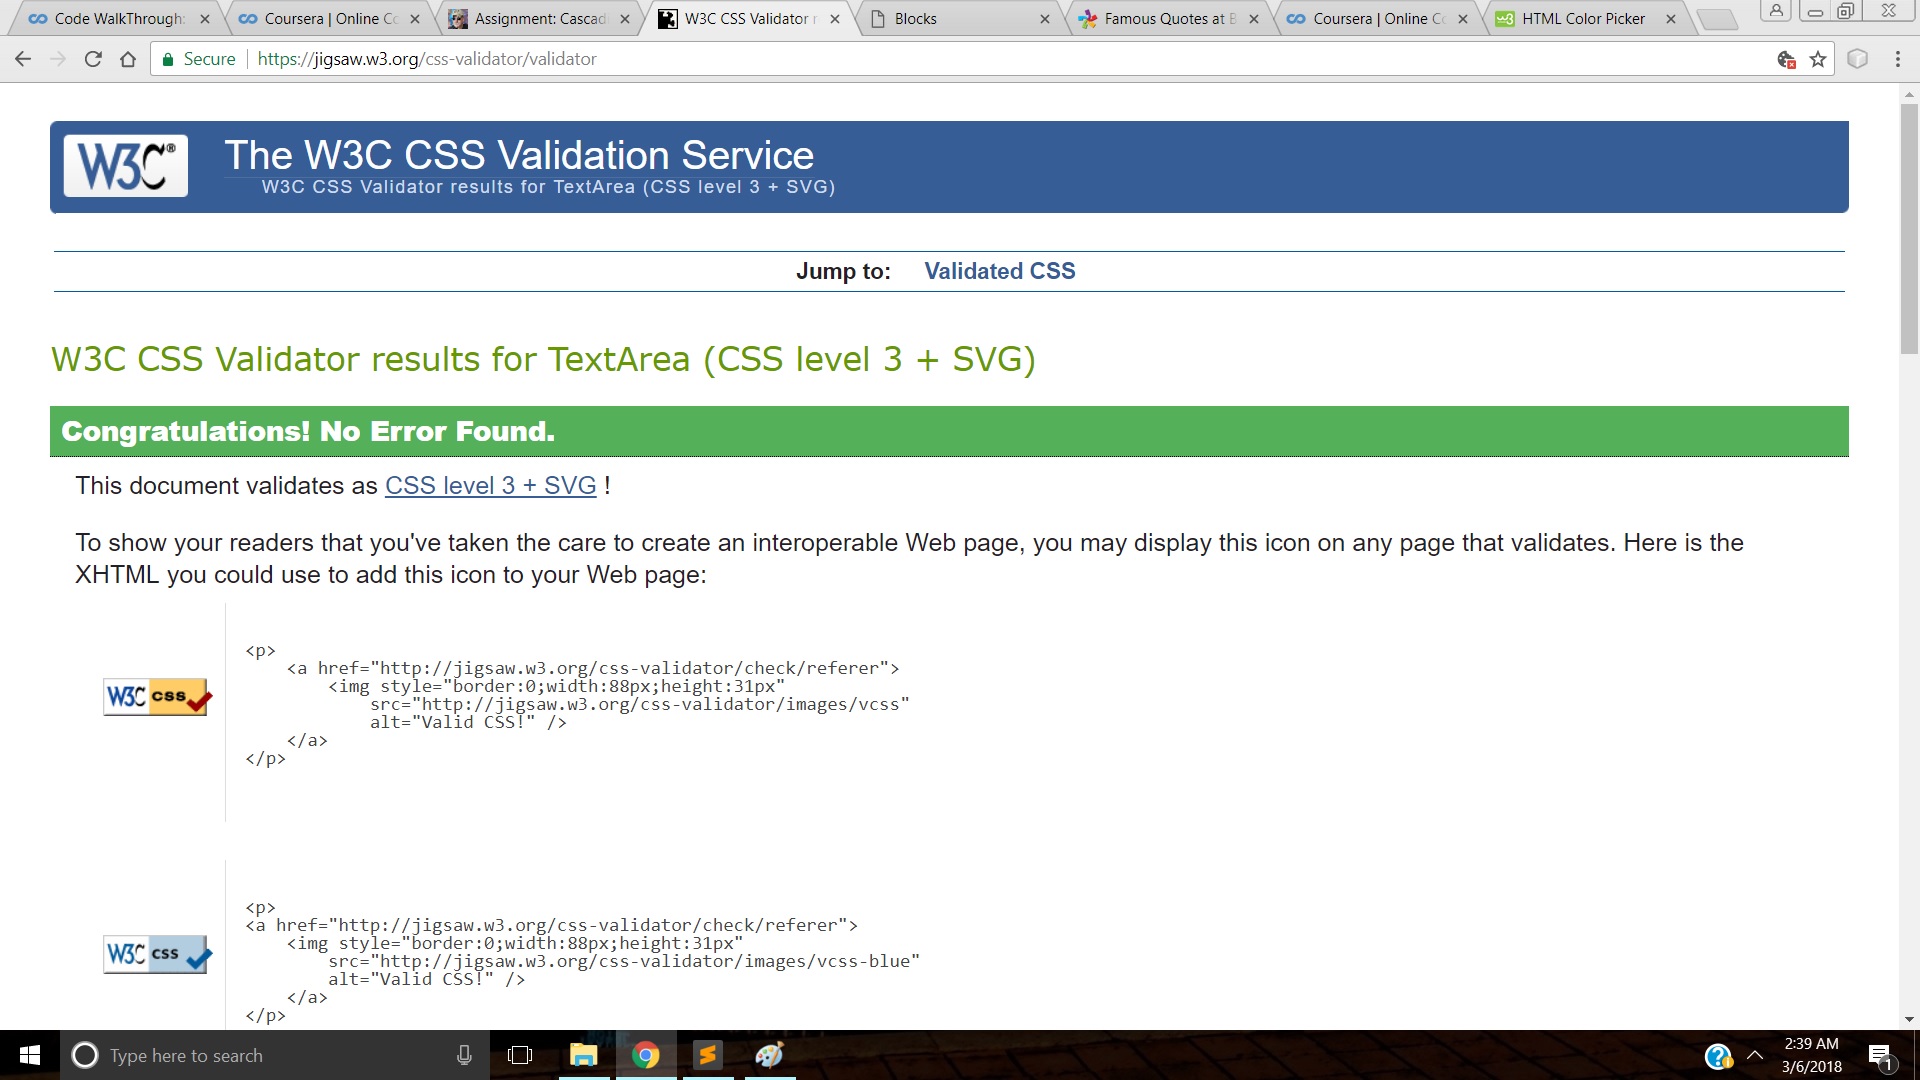 Code WalkThrough:
Coursera | Online Co
Assignment: Cascad
W3C CSS Validator r
Blocks
Famous Quotes at B
Coursera | Online Co
HTML Color Picker
Secure
https://jigsaw.w3.org/css-validator/validator
W3C®
The W3C CSS Validation Service
W3C CSS Validator results for TextArea (CSS level 3 + SVG)
Jump to: Validated CSS
W3C CSS Validator results for TextArea (CSS level 3 + SVG)
Congratulations! No Error Found.
This document validates as CSS level 3 + SVG !
To show your readers that you've taken the care to create an interoperable Web page, you may display this icon on any page that validates. Here is the
XHTML you could use to add this icon to your Web page:
W3C css
<p>
<a href="http://jigsaw.w3.org/css-validator/check/referer">
<img style="border:0;width:88px;height:31px"
src="http://jigsaw.w3.org/css-validator/images/vcss"
alt="Valid CSS!" />
</a>
</p>
W3C css
<p>
<a href="http://jigsaw.w3.org/css-validator/check/referer">
<img style="border:0;width:88px;height:31px"
src="http://jigsaw.w3.org/css-validator/images/vcss-blue"
alt="Valid CSS!" />
</a>
</p>
Type here to search
2:39 AM
3/6/2018
1